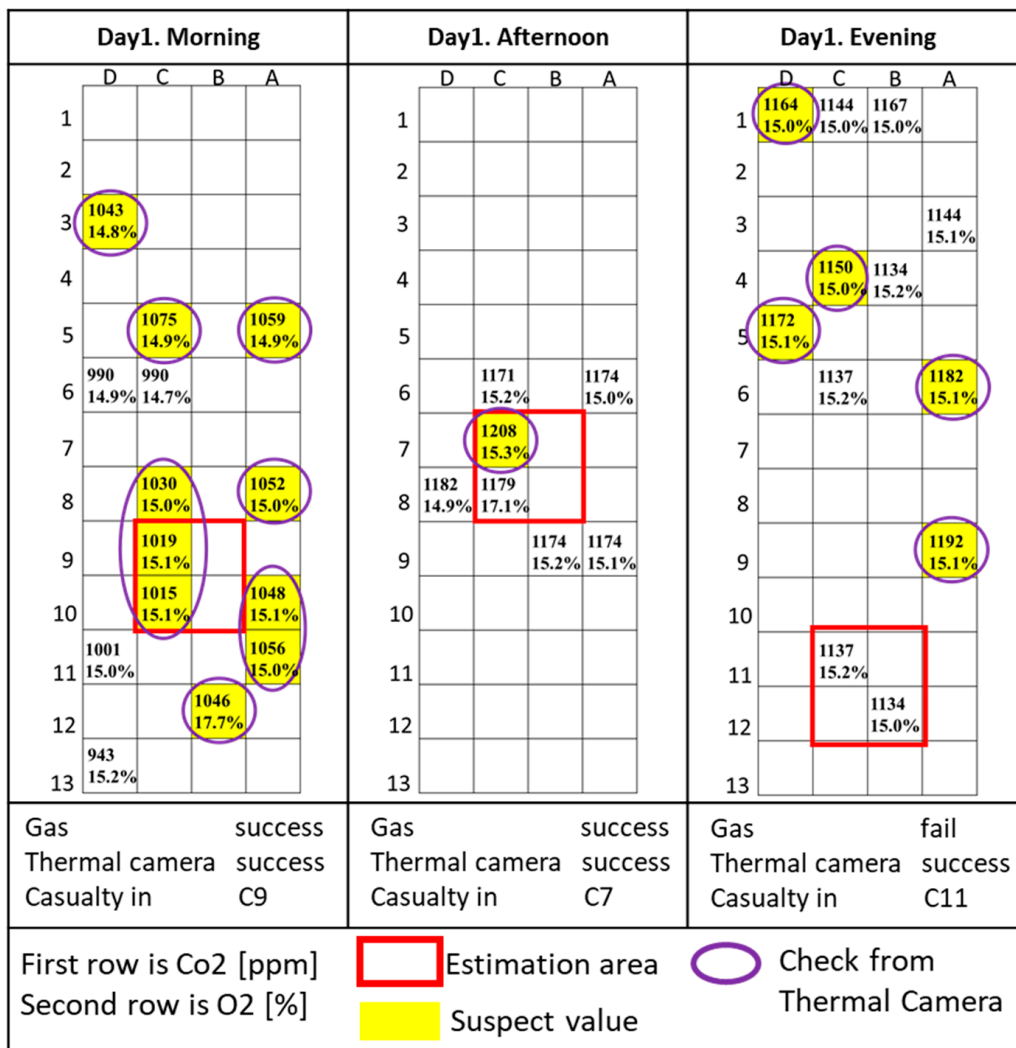 Day1. Morning
Day1. Afternoon
Day1. Evening
D C B A
1
2
3 1043
14.8%
4
5 1075 1059
14.9% 14.9%
6 990 990
14.9% 14.7%
7
8 1030 1052
15.0% 15.0%
9 1019
15.1%
10 1015 1048
15.1% 15.1%
11 1001 1056
15.0% 15.0%
12 1046
17.7%
13 943
15.2%
D C B A
1
2
3
4
5
6 1171 1174
15.2% 15.0%
7 1208
15.3%
8 1182 1179
14.9% 17.1%
9 1174 1174
15.2% 15.1%
10
11
12
13
D C B A
1 1164 1144 1167
15.0% 15.0% 15.0%
2
3 1144
15.1%
4 1150 1134
15.0% 15.2%
5 1172
15.1%
6 1137 1182
15.2% 15.1%
7
8
9 1192
15.1%
10
11 1137
15.2%
12 1134
15.0%
13
Gas success
Thermal camera success
Casualty in C9
Gas success
Thermal camera success
Casualty in C7
Gas fail
Thermal camera success
Casualty in C11
First row is Co2 [ppm]
Second row is O2 [%]
Estimation area
Suspect value
Check from
Thermal Camera